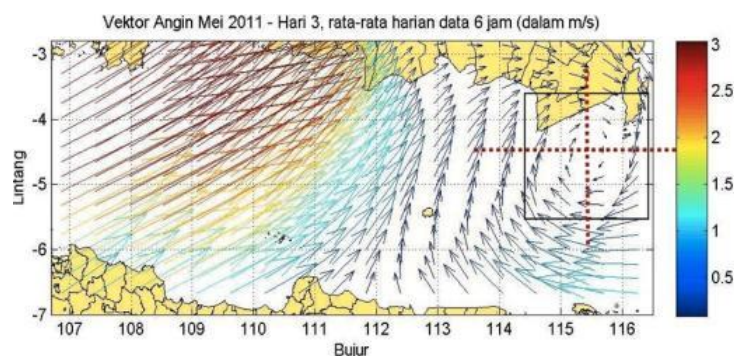 Vektor Angin Mei 2011 - Hari 3, rata-rata harian data 6 jam (dalam m/s)
-3
-4
-5
-6
-7
Lintang
107 108 109 110 111 112 113 114 115 116
Bujur
3
2.5
2
1.5
1
0.5